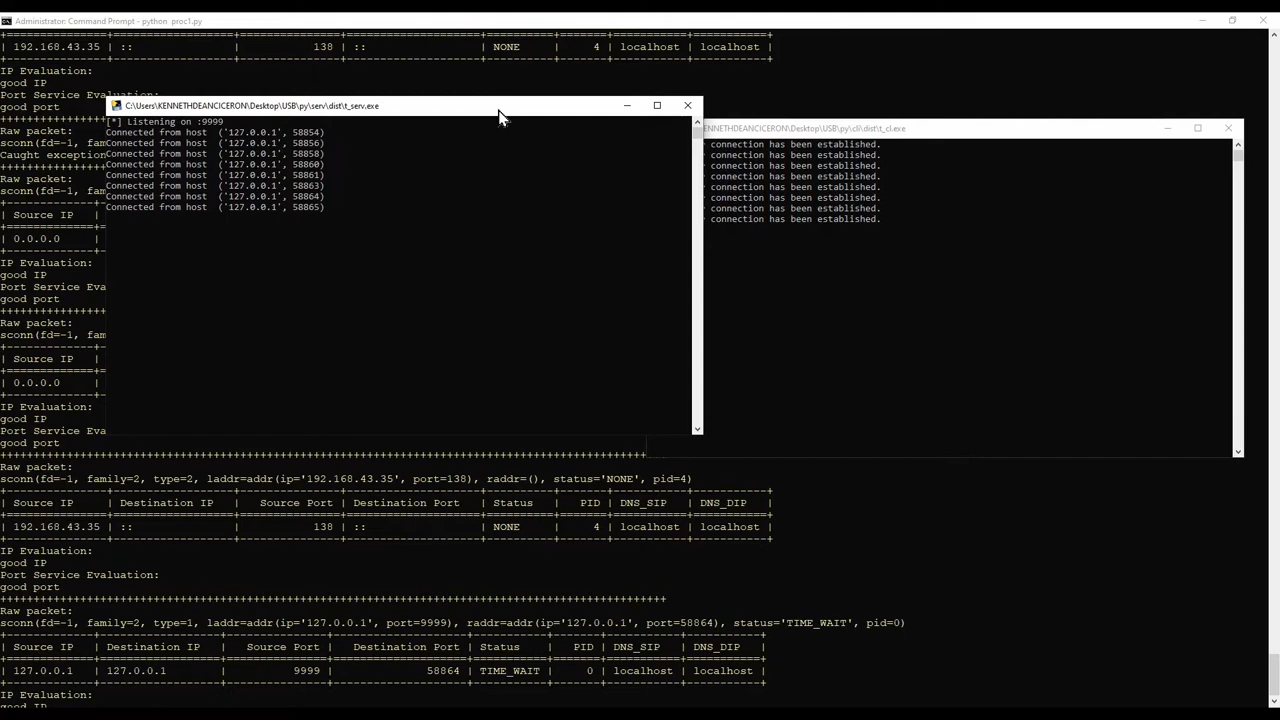 Administrator: Command Prompt - python proc1.py
+==================+==================+===============+====================+==========+=======+===========+===========+
| 192.168.43.35 | :: | 138 | :: | NONE | 4 | localhost | localhost |
+------------------+------------------+---------------+--------------------+----------+-------+-----------+-----------+
IP Evaluation:
good IP
Port Service Evaluation:
good port
+++++++++++++++++
Raw packet:
sconn(fd=-1,
Caught exception
+++++++++++++++++
Raw packet:
sconn(fd=-1, fam
| Source IP |
| 0.0.0.0 |
IP Evaluation:
good IP
Port Service Eva
good port
+++++++++++++++++
Raw packet:
sconn(fd=-1, fam
| Source IP |
| 0.0.0.0 |
IP Evaluation:
good IP
Port Service Eva
good port
C:\Users\KENNETHDEANCICERON\Desktop\USB\py\serv\dist\t_serv.exe
[*] Listening on :9999
Connected from host  ('127.0.0.1', 58854)
Connected from host  ('127.0.0.1', 58856)
Connected from host  ('127.0.0.1', 58858)
Connected from host  ('127.0.0.1', 58860)
Connected from host  ('127.0.0.1', 58861)
Connected from host  ('127.0.0.1', 58863)
Connected from host  ('127.0.0.1', 58864)
Connected from host  ('127.0.0.1', 58865)
KENNETHDEANCICERON\Desktop\USB\py\cli\dist\t_cl.exe
connection has been established.
connection has been established.
connection has been established.
connection has been established.
connection has been established.
connection has been established.
connection has been established.
connection has been established.
Raw packet:
sconn(fd=-1, family=2, type=2, laddr=addr(ip='192.168.43.35', port=138), raddr=(), status='NONE', pid=4)
| Source IP | Destination IP | Source Port | Destination Port | Status | PID | DNS_SIP | DNS_DIP |
| 192.168.43.35 | :: | 138 | :: | NONE | 4 | localhost | localhost |
IP Evaluation:
good IP
Port Service Evaluation:
good port
Raw packet:
sconn(fd=-1, family=2, type=1, laddr=addr(ip='127.0.0.1', port=9999), raddr=addr(ip='127.0.0.1', port=58864), status='TIME_WAIT', pid=0)
| Source IP | Destination IP | Source Port | Destination Port | Status | PID | DNS_SIP | DNS_DIP |
| 127.0.0.1 | 127.0.0.1 | 9999 | 58864 | TIME_WAIT | 0 | localhost | localhost |
IP Evaluation:
good IP